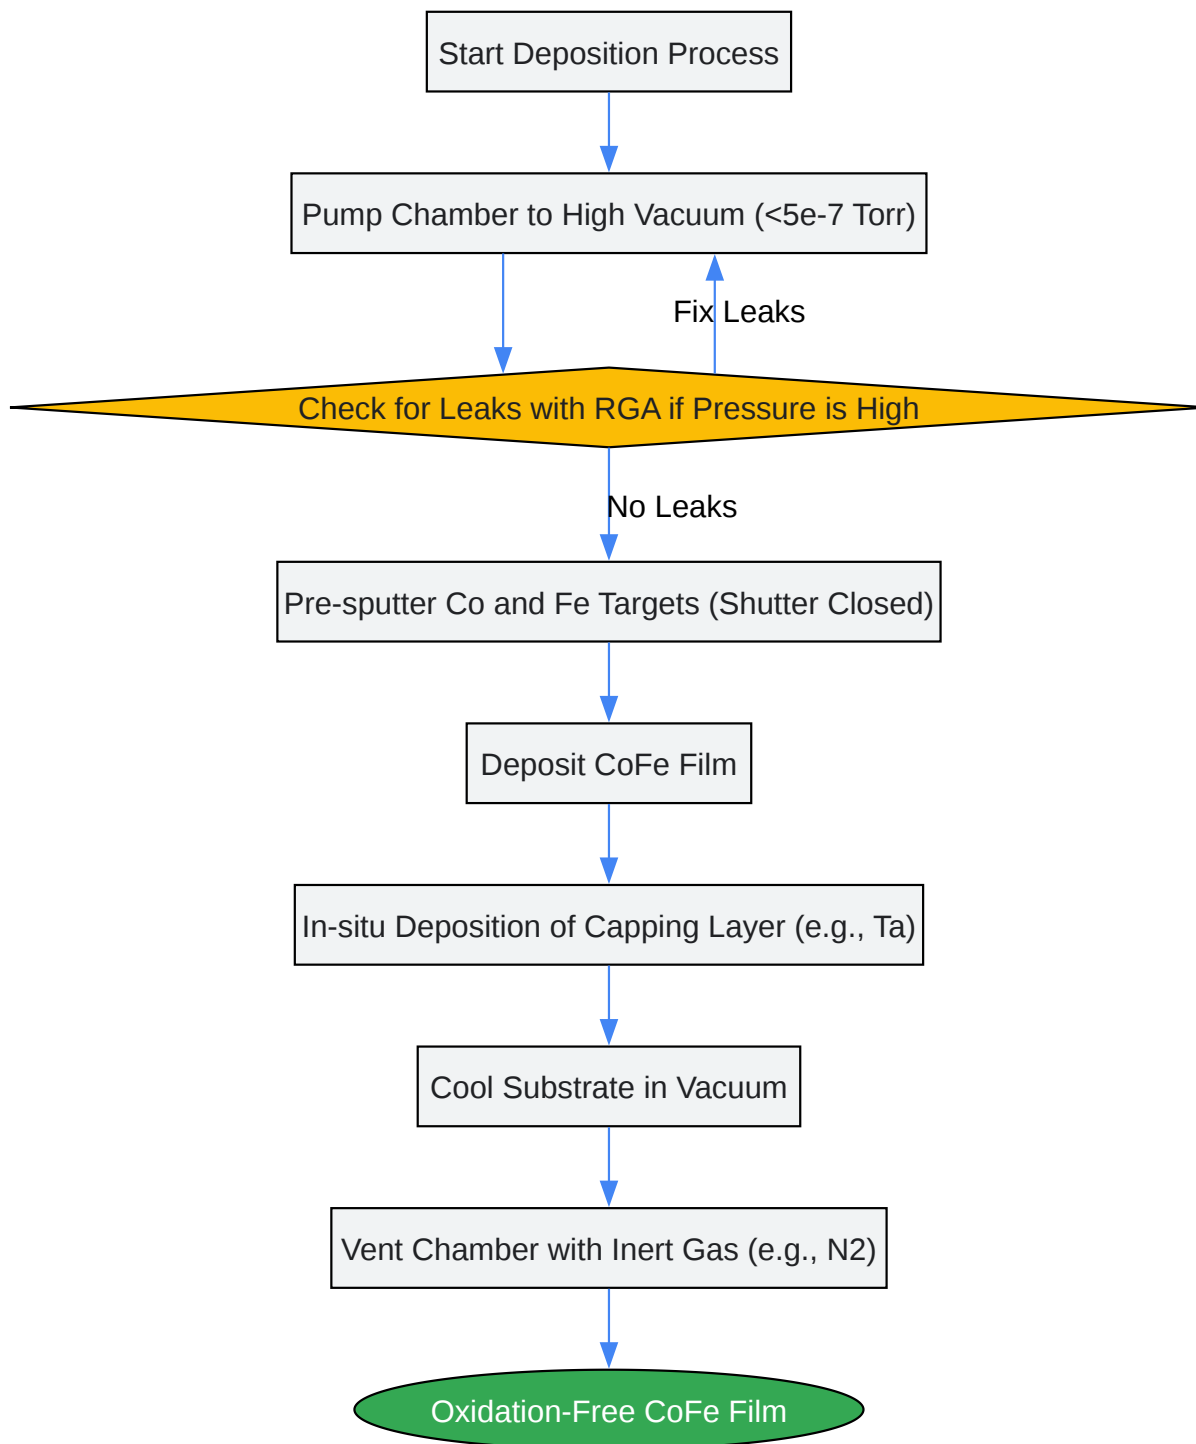 Start Deposition Process
Pump Chamber to High Vacuum (<5e-7 Torr)
Fix Leaks
Check for Leaks with RGA if Pressure is High
No Leaks
Pre-sputter Co and Fe Targets (Shutter Closed)
Deposit CoFe Film
In-situ Deposition of Capping Layer (e.g., Ta)
Cool Substrate in Vacuum
Vent Chamber with Inert Gas (e.g., N2)
Oxidation-Free CoFe Film